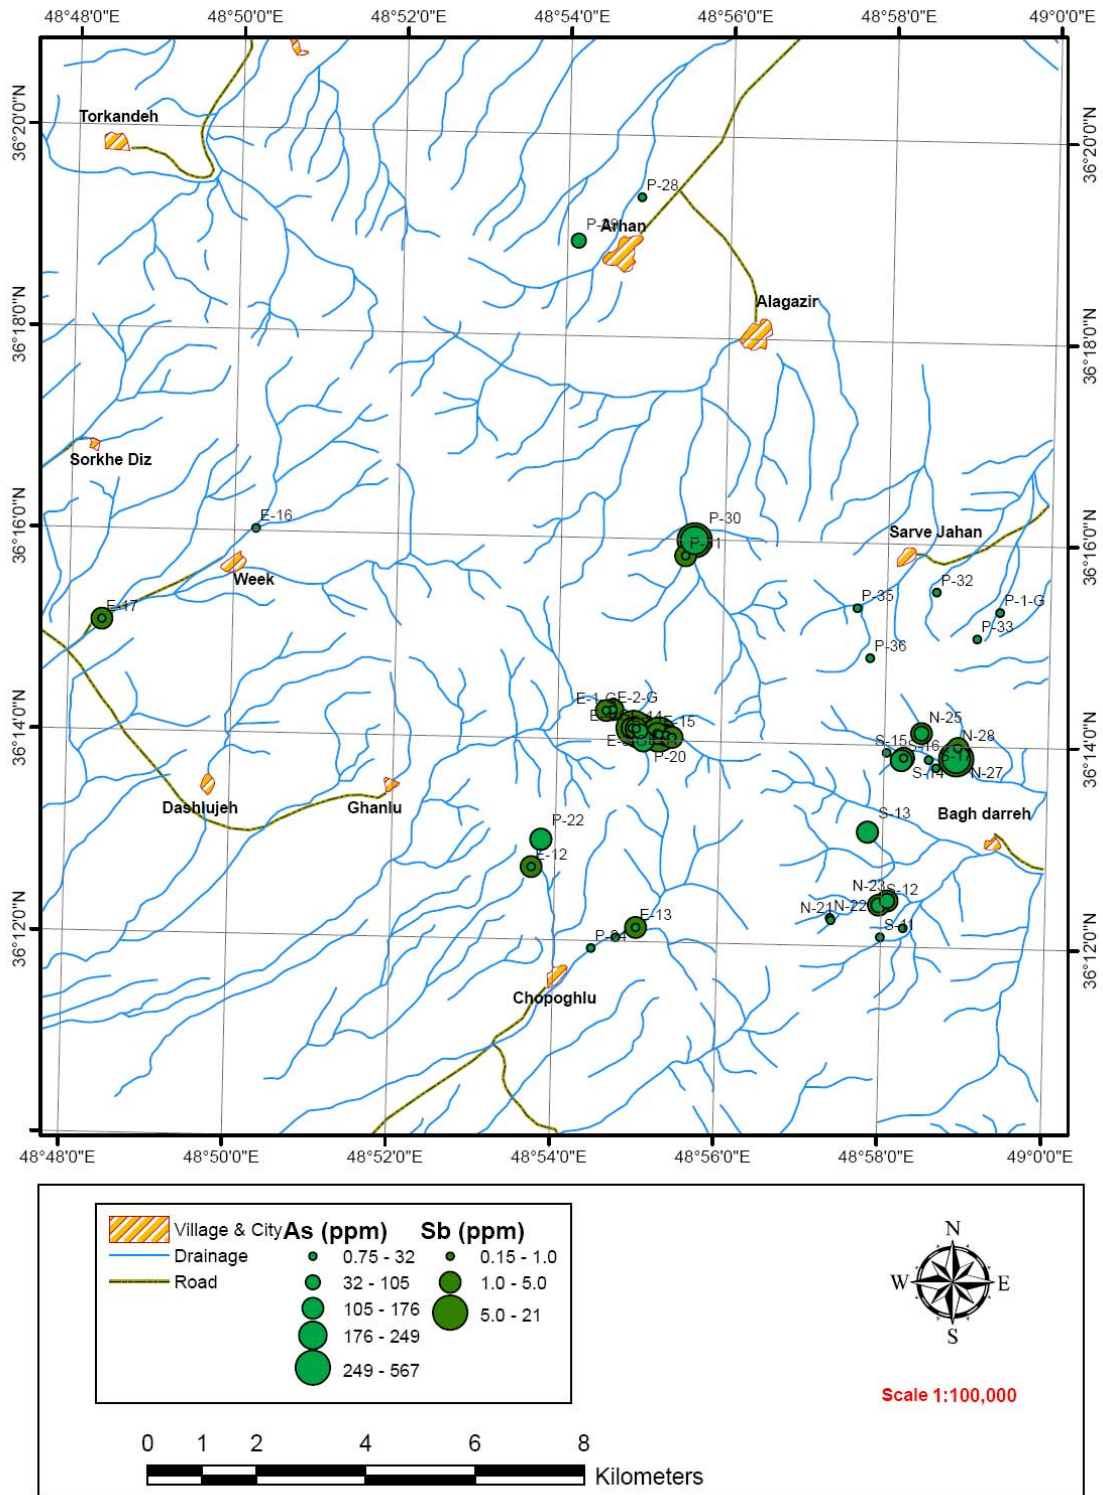 48°48'0"E 48°50'0"E 48°52'0"E 48°54'0"E 48°56'0"E 48°58'0"E 49°0'0"E
Torkandeh
36°20'0"N
36°20'0"N
P-28
Arhan
Alagazir
36°18'0"N
36°18'0"N
Sorkhe Diz
E-16
P-30
36°16'0"N
36°16'0"N
Sarve Jahan
Week
P-32
E-17
P-35
P-1-G
P-33
P-36
E-1-G
E-2-G
N-25
E-15
N-28
36°14'0"N
36°14'0"N
S-15
S-16
P-20
S-14
N-27
Dashlujeh
Ghanlu
Bagh darreh
P-22
S-13
E-12
N-23
S-12
N-21
N-22
E-13
S-11
36°12'0"N
36°12'0"N
Chopoghlu
48°48'0"E 48°50'0"E 48°52'0"E 48°54'0"E 48°56'0"E 48°58'0"E 49°0'0"E
Village & City
Drainage
Road
As (ppm)
0.75 - 32
32 - 105
105 - 176
176 - 249
249 - 567
Sb (ppm)
0.15 - 1.0
1.0 - 5.0
5.0 - 21
N
W E
S
Scale 1:100,000
0 1 2 4 6 8
Kilometers